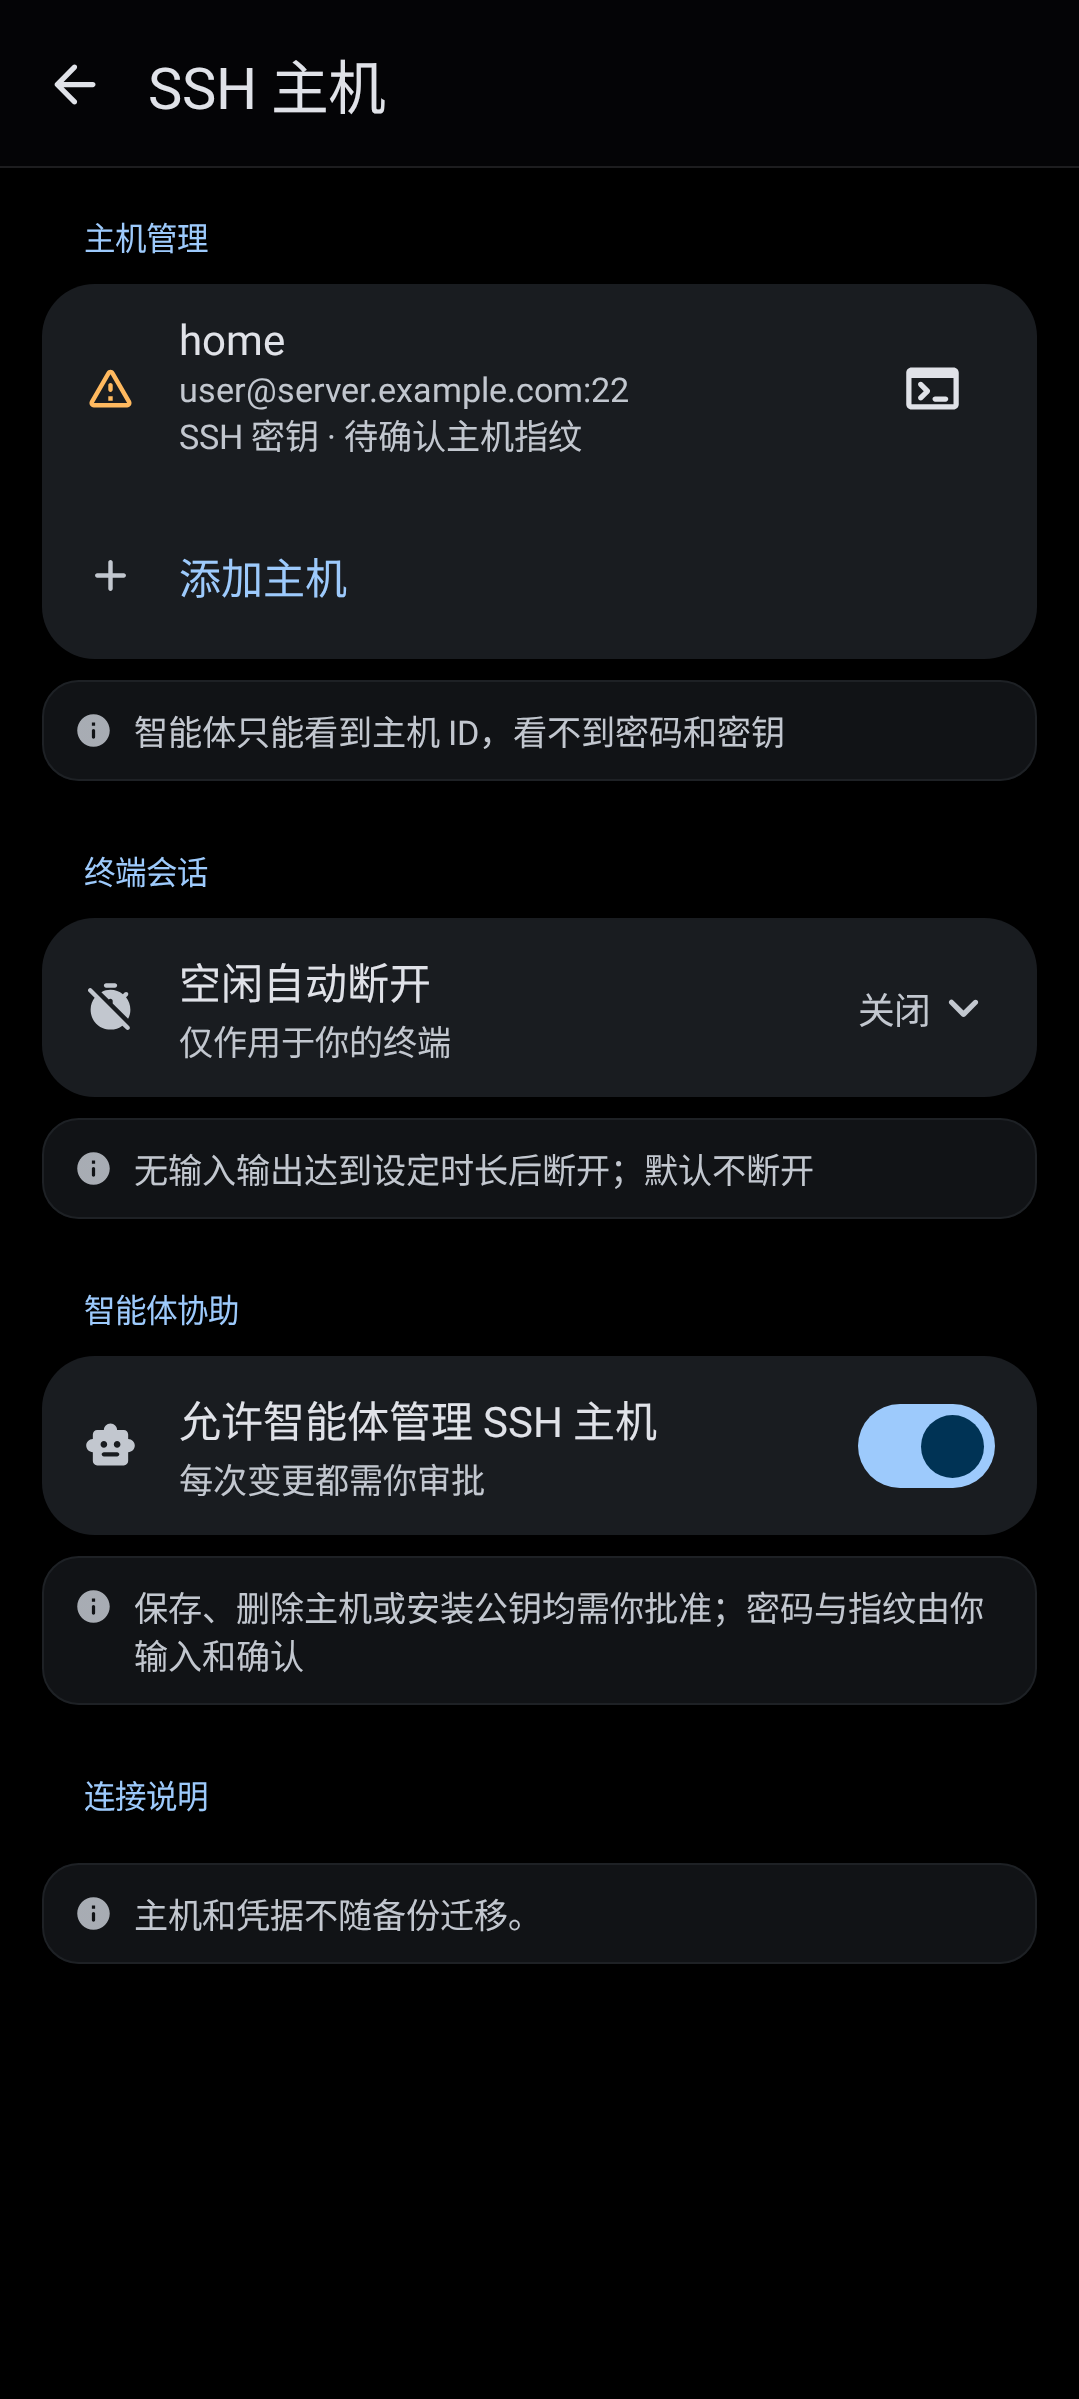 SSH 主机
主机管理
home
user@server.example.com:22
SSH 密钥 · 待确认主机指纹
添加主机
智能体只能看到主机 ID，看不到密码和密钥
终端会话
空闲自动断开
仅作用于你的终端
关闭
无输入输出达到设定时长后断开；默认不断开
智能体协助
允许智能体管理 SSH 主机
每次变更都需你审批
保存、删除主机或安装公钥均需你批准；密码与指纹由你
输入和确认
连接说明
主机和凭据不随备份迁移。